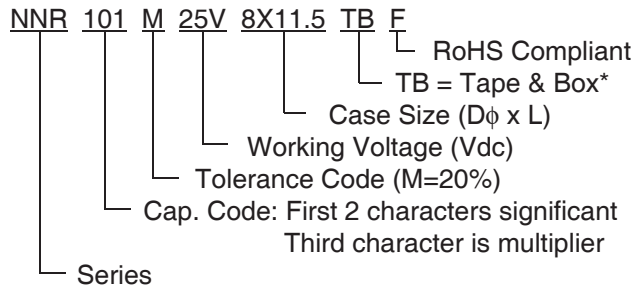 NNR 101 M 25V 8X11.5 TB F
RoHS Compliant
TB = Tape & Box*
Case Size (Dϕ x L)
Working Voltage (Vdc)
Tolerance Code (M=20%)
Cap. Code: First 2 characters significant
Third character is multiplier
Series